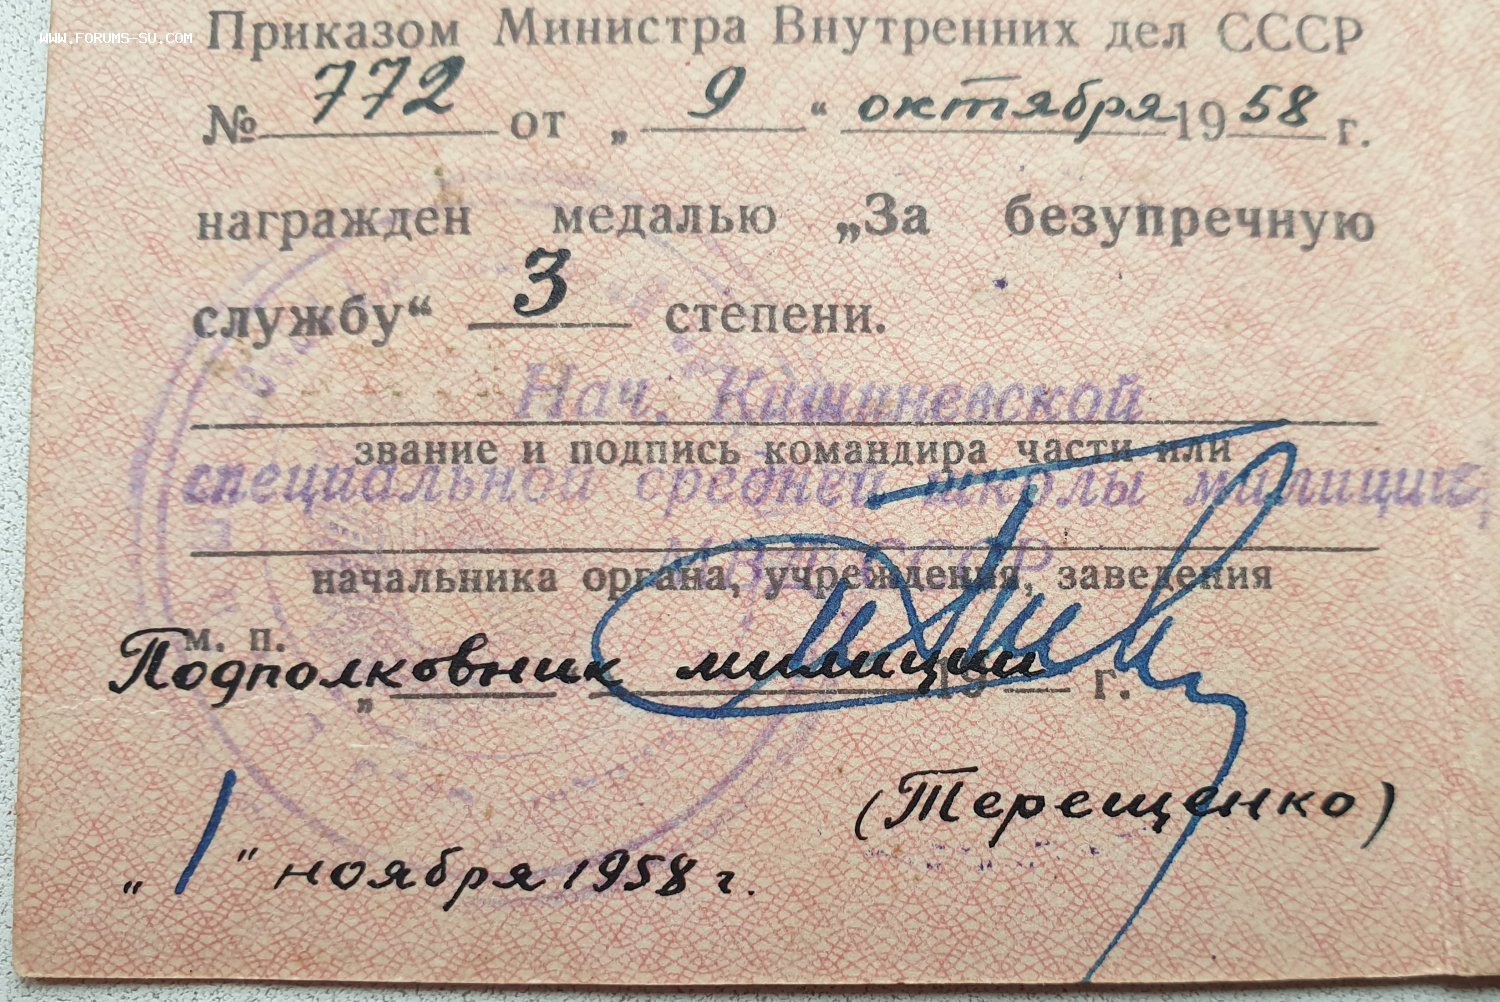 www.forums-su.com
Приказом Министра Внутренних дел СССР
№ 772 от „ 9 “ октября 1958 г.
награжден медалью „За безупречную
службу“ 3 степени.
Нач. Кишиневской
звание и подпись командира части или
специальной средней школы милиции,
МВД СССР
начальника органа, учреждения, заведения
м. п.
Подполковник милиции
„ 19 г.
(Терещенко)
„ 1 " ноября 1958 г.